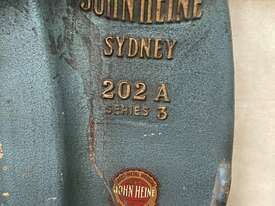 JOHN HEINE
SYDNEY
202 A
SERIES 3
JOHN HEINE